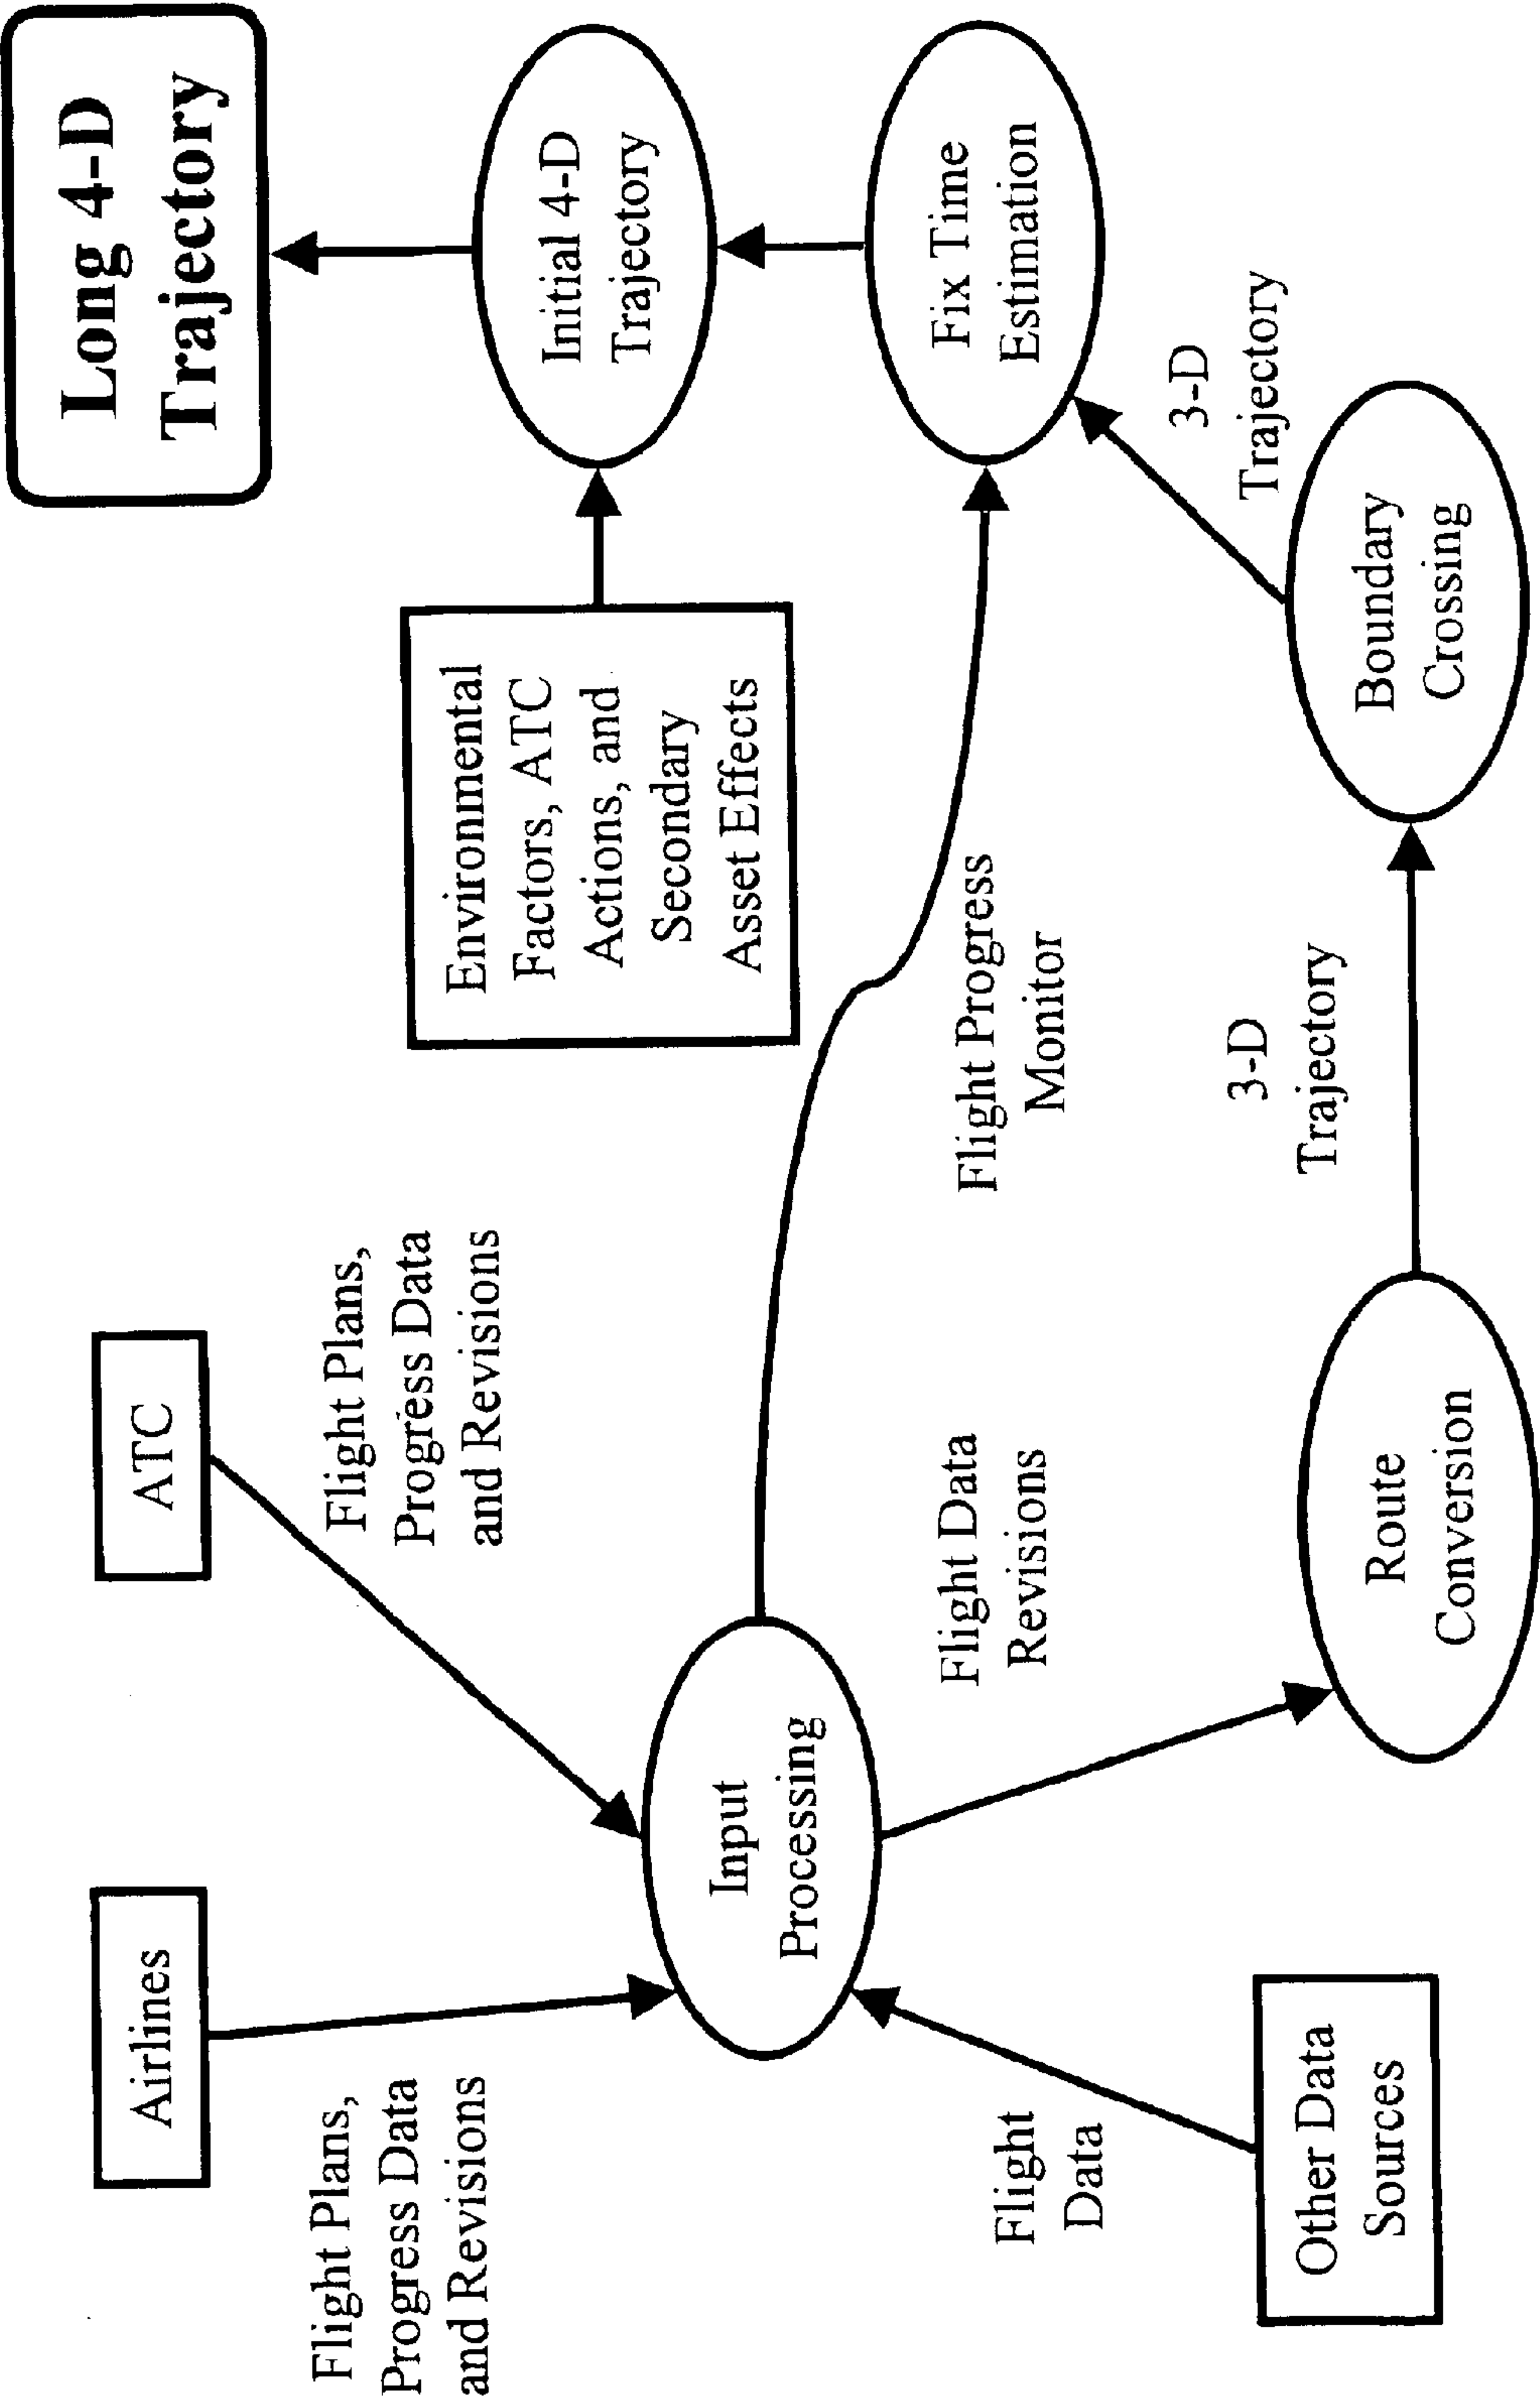 Airlines
ATC
Long 4-D
Trajectory
Flight Plans,
Progress Data
and Revisions
Flight Plans,
Progress Data
and Revisions
Environmental
Factors, ATC
Actions, and
Secondary
Asset Effects
Initial 4-D
Trajectory
Input
Processing
Flight Progress
Monitor
Fix Time
Estimation
Flight
Data
Flight Data
Revisions
3-D
Trajectory
3-D
Trajectory
Other Data
Sources
Route
Conversion
Boundary
Crossing